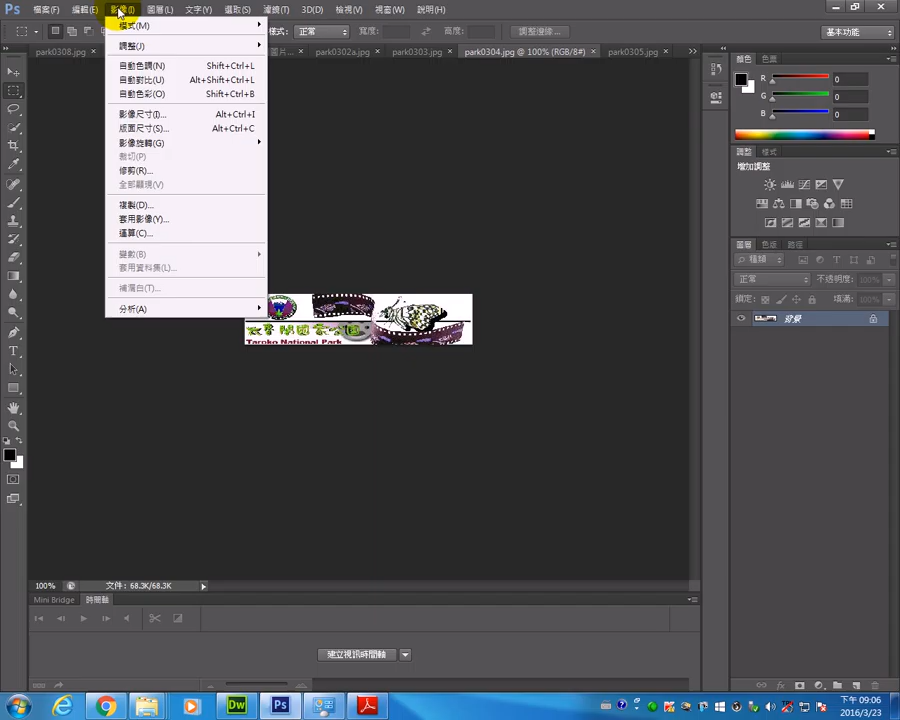 Ps 檔案(F) 編輯(E) 影像(I) 圖層(L) 文字(Y) 選取(S) 濾鏡(T) 3D(D) 檢視(V) 視窗(W) 說明(H)
樣式: 正常 寬度: 高度: 調整邊緣... 基本功能
park0308.jpg × 圖片 × park0302a.jpg × park0303.jpg × park0304.jpg @ 100% (RGB/8#) × park0305.jpg ×
模式(M)
調整(J)
自動色調(N) Shift+Ctrl+L
自動對比(U) Alt+Shift+Ctrl+L
自動色彩(O) Shift+Ctrl+B
影像尺寸(I)... Alt+Ctrl+I
版面尺寸(S)... Alt+Ctrl+C
影像旋轉(G)
裁切(P)
修剪(R)...
全部顯現(V)
複製(D)...
套用影像(Y)...
運算(C)...
變數(B)
套用資料集(L)...
補漏白(T)...
分析(A)
顏色 色票
R 0
G 0
B 0
調整 樣式
增加調整
圖層 色版 路徑
種類
正常 不透明度:
鎖定: 填滿:
背景
Taroko National Park
100% 文件: 68.3K/68.3K
Mini Bridge 時間軸
建立視訊時間軸
Dw Ps
下午 09:06
2016/3/23